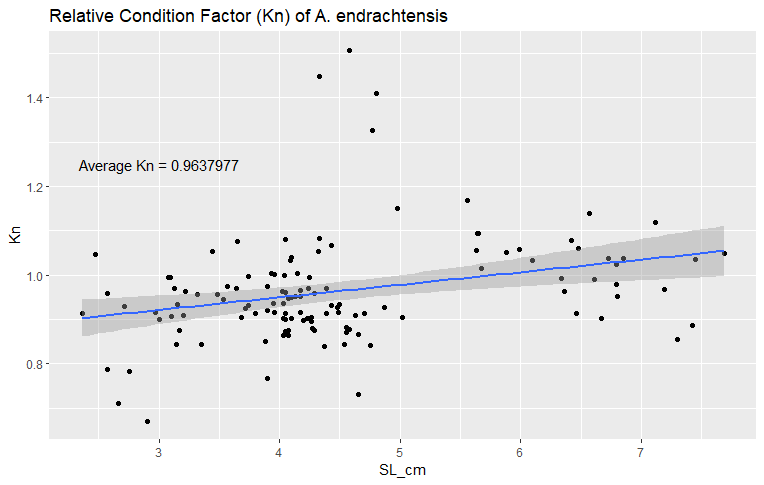 Relative Condition Factor (Kn) of A. endrachtensis
Kn
1.4
1.2
1.0
0.8
Average Kn = 0.9637977
3 4 5 6 7
SL_cm